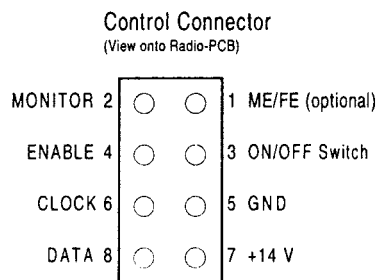 Control Connector
(View onto Radio-PCB)
MONITOR 2 1 ME/FE (optional)
ENABLE 4 3 ON/OFF Switch
CLOCK 6 5 GND
DATA 8 7 +14 V